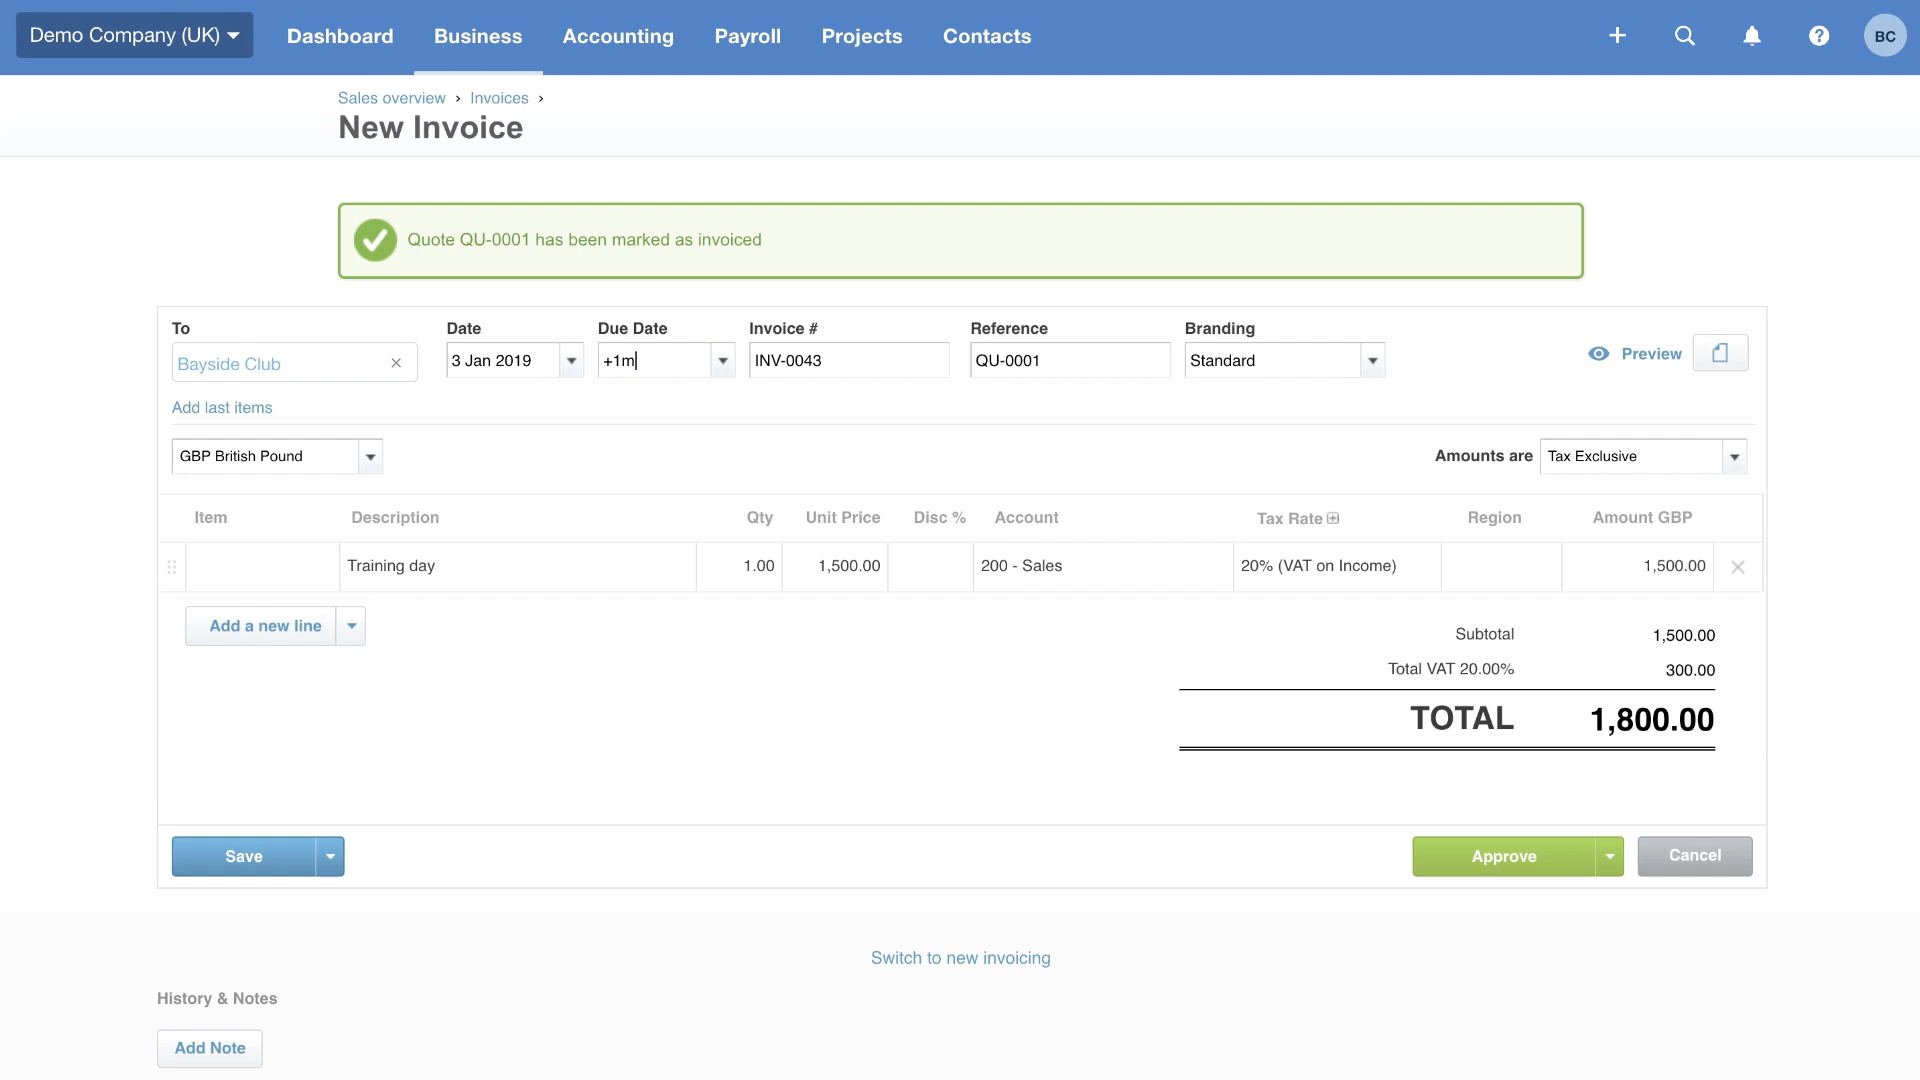 Demo Company (UK)
Dashboard
Business
Accounting
Payroll
Projects
Contacts
BC
Sales overview › Invoices ›
New Invoice
Quote QU-0001 has been marked as invoiced
To
Date
Due Date
Invoice #
Reference
Branding
Bayside Club
3 Jan 2019
+1m
INV-0043
QU-0001
Standard
Preview
Add last items
GBP British Pound
Amounts are
Tax Exclusive
Item
Description
Qty
Unit Price
Disc %
Account
Tax Rate
Region
Amount GBP
Training day
1.00
1,500.00
200 - Sales
20% (VAT on Income)
1,500.00
Add a new line
Subtotal
1,500.00
Total VAT 20.00%
300.00
TOTAL
1,800.00
Save
Approve
Cancel
Switch to new invoicing
History & Notes
Add Note